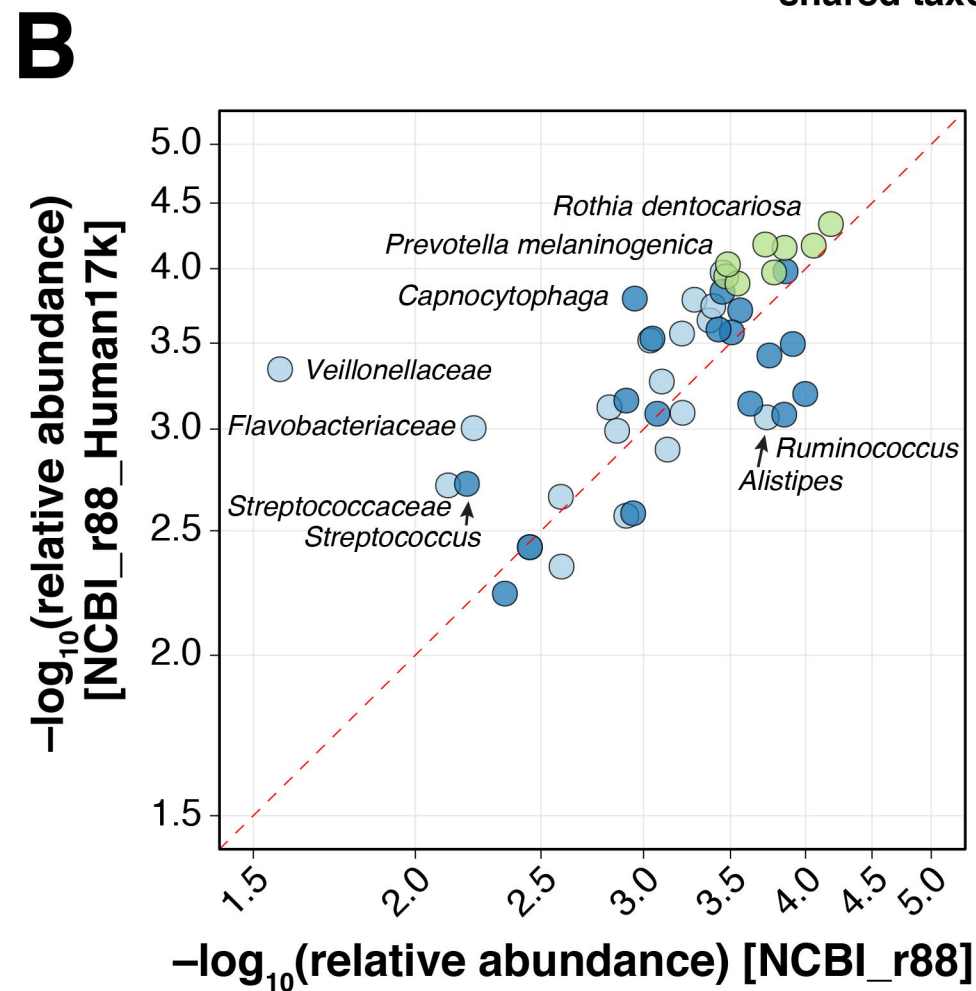 shared tax
B
5.0
4.5
Rothia dentocariosa
Prevotella melaninogenica
4.0
Capnocytophaga
3.5
Veillonellaceae
3.0
Flavobacteriaceae
Ruminococcus
Alistipes
Streptococcaceae
2.5
Streptococcus
2.0
1.5
–log10(relative abundance)
[NCBI_r88_Human17k]
1.5 2.0 2.5 3.0 3.5 4.0 4.5 5.0
–log10(relative abundance) [NCBI_r88]